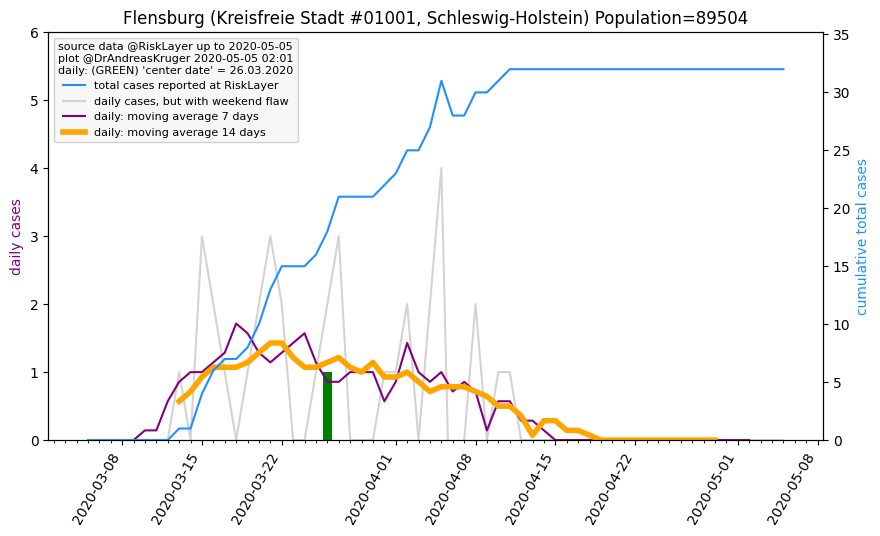 Flensburg (Kreisfreie Stadt #01001, Schleswig-Holstein) Population=89504
source data @RiskLayer up to 2020-05-05
plot @DrAndreasKruger 2020-05-05 02:01
daily: (GREEN) 'center date' = 26.03.2020
total cases reported at RiskLayer
daily cases, but with weekend flaw
daily: moving average 7 days
daily: moving average 14 days
daily cases
6
5
4
3
2
1
0
cumulative total cases
35
30
25
20
15
10
5
0
2020-03-08
2020-03-15
2020-03-22
2020-04-01
2020-04-08
2020-04-15
2020-04-22
2020-05-01
2020-05-08